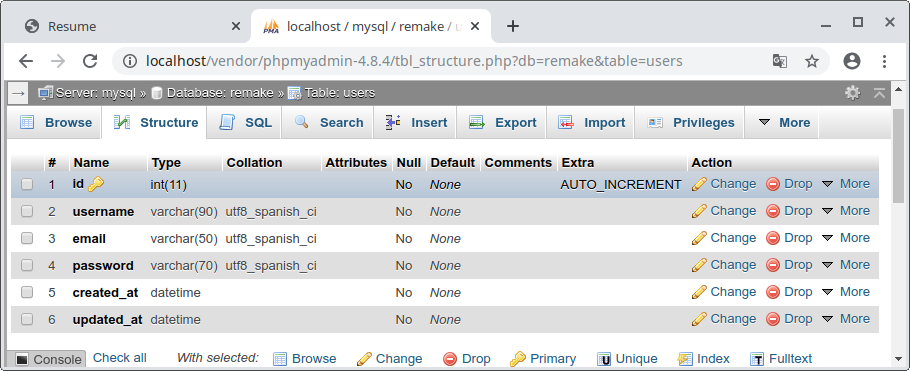 Resume
localhost / mysql / remake / u
localhost/vendor/phpmyadmin-4.8.4/tbl_structure.php?db=remake&table=users
Server: mysql » Database: remake » Table: users
Browse Structure SQL Search Insert Export Import Privileges More
# Name Type Collation Attributes Null Default Comments Extra Action
1 id int(11) No None AUTO_INCREMENT Change Drop More
2 username varchar(90) utf8_spanish_ci No None Change Drop More
3 email varchar(50) utf8_spanish_ci No None Change Drop More
4 password varchar(70) utf8_spanish_ci No None Change Drop More
5 created_at datetime No None Change Drop More
6 updated_at datetime No None Change Drop More
Console Check all With selected: Browse Change Drop Primary Unique Index Fulltext